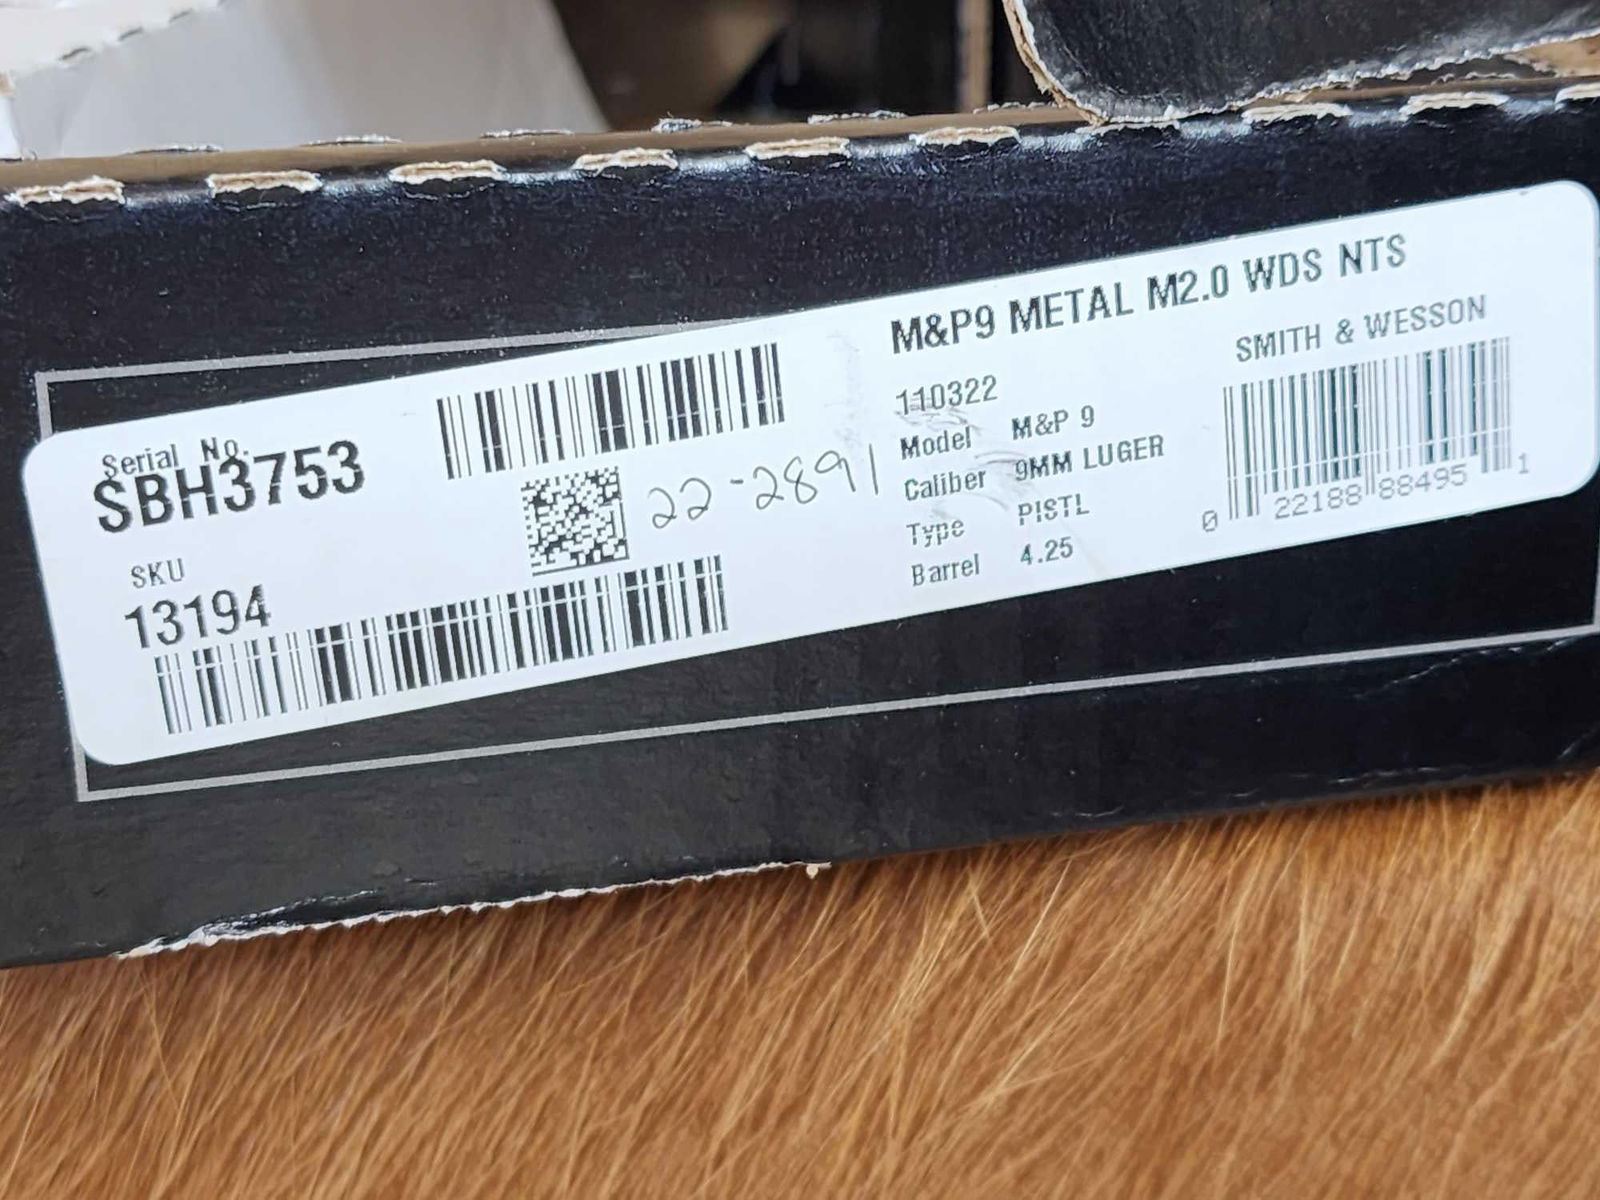 Serial No.
SBH3753
SKU
13194
22-2891
M&P9 METAL M2.0 WDS NTS
110322
Model M&P 9
Caliber 9MM LUGER
Type PISTL
Barrel 4.25
SMITH & WESSON
0 22188 88495 1